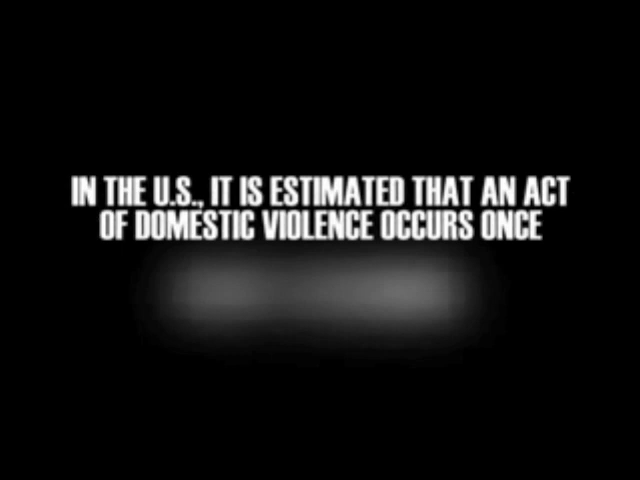 IN THE U.S., IT IS ESTIMATED THAT AN ACT
OF DOMESTIC VIOLENCE OCCURS ONCE